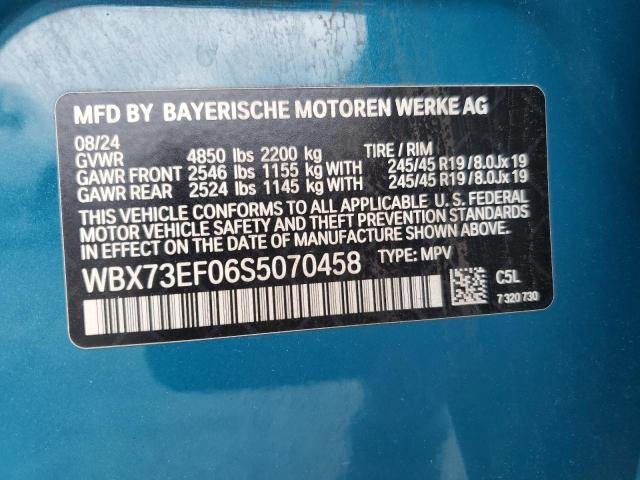 MFD BY BAYERISCHE MOTOREN WERKE AG
08/24
GVWR 4850 lbs 2200 kg TIRE / RIM
GAWR FRONT 2546 lbs 1155 kg WITH 245/45 R19/8.0Jx19
GAWR REAR 2524 lbs 1145 kg WITH 245/45 R19/8.0Jx19
THIS VEHICLE CONFORMS TO ALL APPLICABLE U.S. FEDERAL
MOTOR VEHICLE SAFETY AND THEFT PREVENTION STANDARDS
IN EFFECT ON THE DATE OF MANUFACTURE SHOWN ABOVE.
WBX73EF06S5070458 TYPE: MPV
C5L
7 320 730